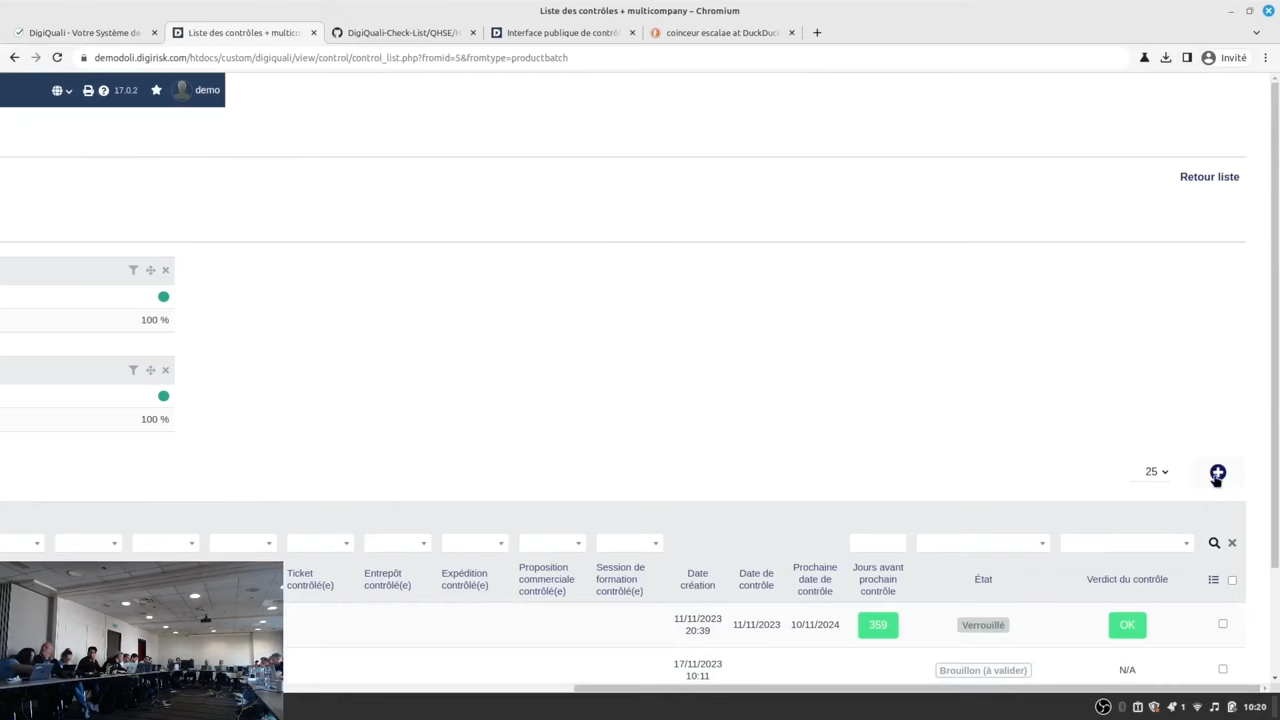 Liste des contrôles + multicompany – Chromium
DigiQuali - Votre Système de
Liste des contrôles + multico
DigiQuali-Check-List/QHSE/H
Interface publique de contrô
coinceur escalae at DuckDuc
demodoli.digirisk.com/htdocs/custom/digiquali/view/control/control_list.php?fromid=5&fromtype=productbatch
Invité
17.0.2
demo
Retour liste
100 %
100 %
25
Ticket contrôlé(e)
Entrepôt contrôlé(e)
Expédition contrôlé(e)
Proposition commerciale contrôlé(e)
Session de formation contrôlé(e)
Date création
Date de contrôle
Prochaine date de contrôle
Jours avant prochain contrôle
État
Verdict du contrôle
11/11/2023 20:39
11/11/2023
10/11/2024
359
Verrouillé
OK
17/11/2023 10:11
Brouillon (à valider)
N/A
1
10:20